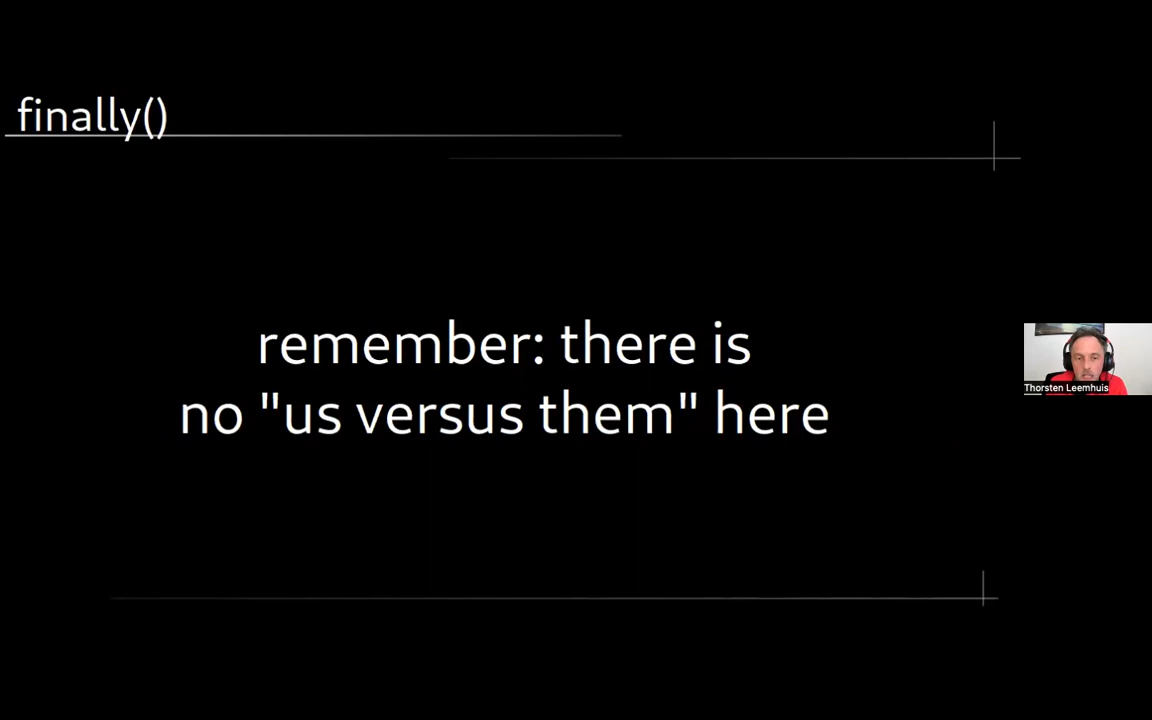 finally()
remember: there is
no "us versus them" here
Thorsten Leemhuis